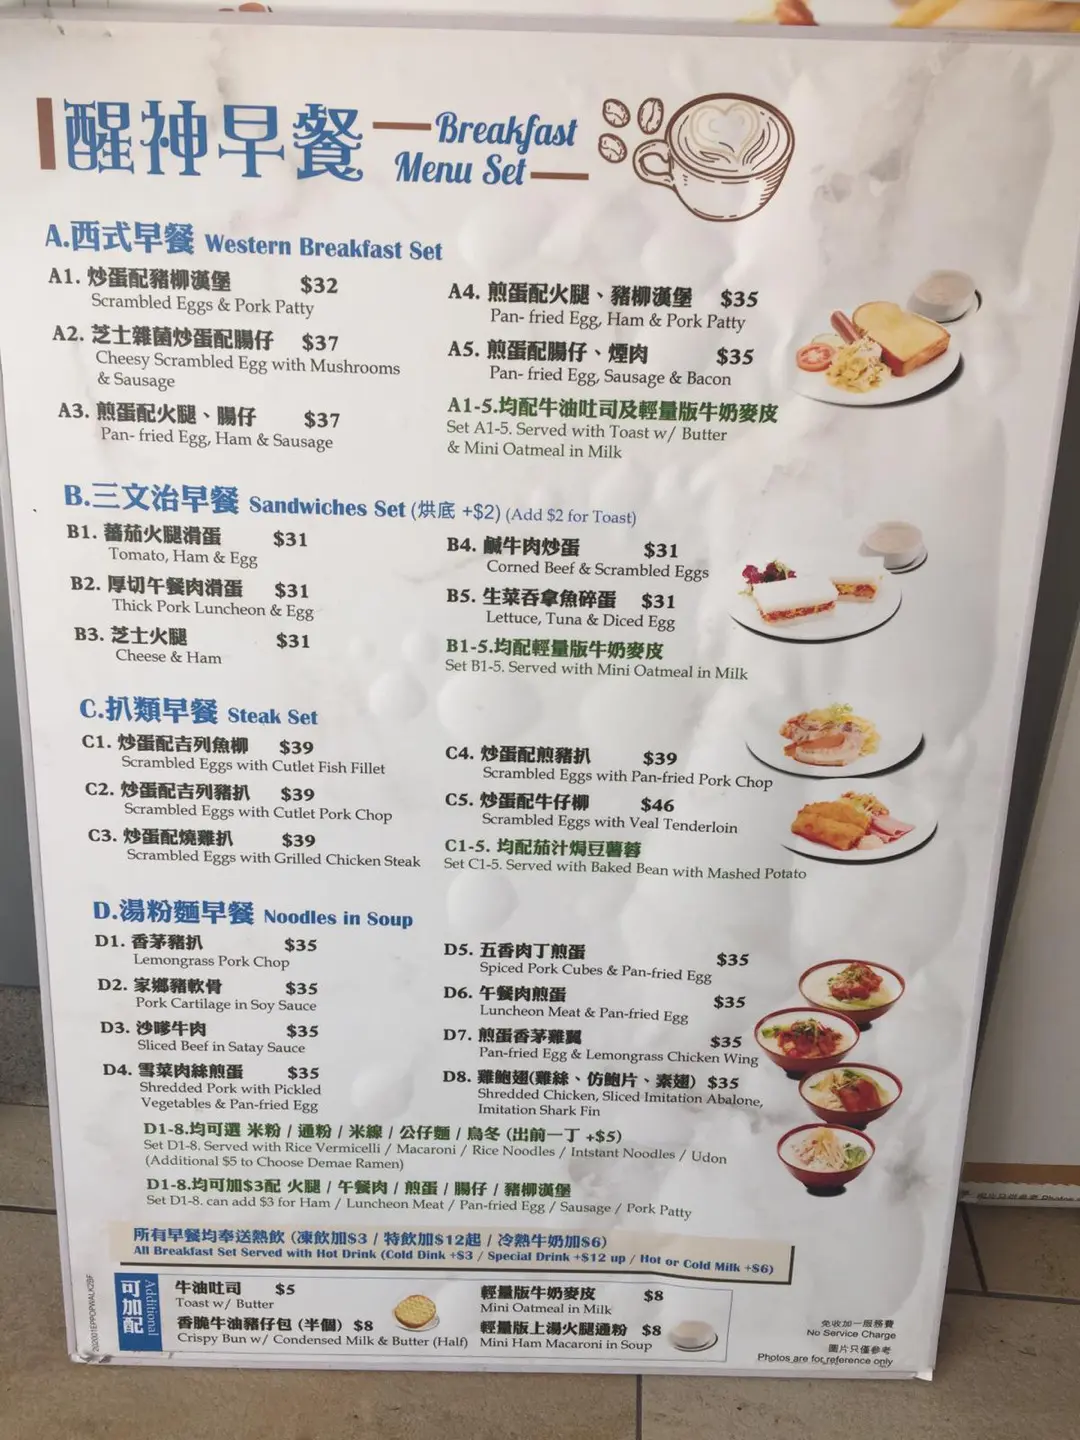 醒神早餐
Breakfast
Menu Set
A.西式早餐 Western Breakfast Set
A1. 炒蛋配豬柳漢堡 $32
Scrambled Eggs & Pork Patty
A2. 芝士雜菌炒蛋配腸仔 $37
Cheesy Scrambled Egg with Mushrooms
& Sausage
A3. 煎蛋配火腿、腸仔 $37
Pan- fried Egg, Ham & Sausage
A4. 煎蛋配火腿、豬柳漢堡 $35
Pan- fried Egg, Ham & Pork Patty
A5. 煎蛋配腸仔、煙肉 $35
Pan- fried Egg, Sausage & Bacon
A1-5.均配牛油吐司及輕量版牛奶麥皮
Set A1-5. Served with Toast w/ Butter
& Mini Oatmeal in Milk
B.三文治早餐 Sandwiches Set (烘底 +$2) (Add $2 for Toast)
B1. 蕃茄火腿滑蛋 $31
Tomato, Ham & Egg
B2. 厚切午餐肉滑蛋 $31
Thick Pork Luncheon & Egg
B3. 芝士火腿 $31
Cheese & Ham
B4. 鹹牛肉炒蛋 $31
Corned Beef & Scrambled Eggs
B5. 生菜吞拿魚碎蛋 $31
Lettuce, Tuna & Diced Egg
B1-5.均配輕量版牛奶麥皮
Set B1-5. Served with Mini Oatmeal in Milk
C.扒類早餐 Steak Set
C1. 炒蛋配吉列魚柳 $39
Scrambled Eggs with Cutlet Fish Fillet
C2. 炒蛋配吉列豬扒 $39
Scrambled Eggs with Cutlet Pork Chop
C3. 炒蛋配燒雞扒 $39
Scrambled Eggs with Grilled Chicken Steak
C4. 炒蛋配煎豬扒 $39
Scrambled Eggs with Pan-fried Pork Chop
C5. 炒蛋配牛仔柳 $46
Scrambled Eggs with Veal Tenderloin
C1-5. 均配茄汁焗豆薯蓉
Set C1-5. Served with Baked Bean with Mashed Potato
D.湯粉麵早餐 Noodles in Soup
D1. 香茅豬扒 $35
Lemongrass Pork Chop
D2. 家鄉豬軟骨 $35
Pork Cartilage in Soy Sauce
D3. 沙嗲牛肉 $35
Sliced Beef in Satay Sauce
D4. 雪菜肉絲煎蛋 $35
Shredded Pork with Pickled
Vegetables & Pan-fried Egg
D5. 五香肉丁煎蛋 $35
Spiced Pork Cubes & Pan-fried Egg
D6. 午餐肉煎蛋 $35
Luncheon Meat & Pan-fried Egg
D7. 煎蛋香茅雞翼 $35
Pan-fried Egg & Lemongrass Chicken Wing
D8. 雞鮑翅(雞絲、仿鮑片、素翅) $35
Shredded Chicken, Sliced Imitation Abalone,
Imitation Shark Fin
D1-8.均可選 米粉 / 通粉 / 米線 / 公仔麵 / 烏冬 (出前一丁 +$5)
Set D1-8. Served with Rice Vermicelli / Macaroni / Rice Noodles / Intstant Noodles / Udon
(Additional $5 to Choose Demae Ramen)
D1-8.均可加$3配 火腿 / 午餐肉 / 煎蛋 / 腸仔 / 豬柳漢堡
Set D1-8. can add $3 for Ham / Luncheon Meat / Pan-fried Egg / Sausage / Pork Patty
所有早餐均奉送熱飲 (凍飲加$3 / 特飲加$12起 / 冷熱牛奶加$6)
All Breakfast Set Served with Hot Drink (Cold Dink +$3 / Special Drink +$12 up / Hot or Cold Milk +$6)
可加配
Additional
牛油吐司 $5
Toast w/ Butter
香脆牛油豬仔包 (半個) $8
Crispy Bun w/ Condensed Milk & Butter (Half)
輕量版牛奶麥皮 $8
Mini Oatmeal in Milk
輕量版上湯火腿通粉 $8
Mini Ham Macaroni in Soup
免收加一服務費
No Service Charge
圖片只僅參考
Photos are for reference only